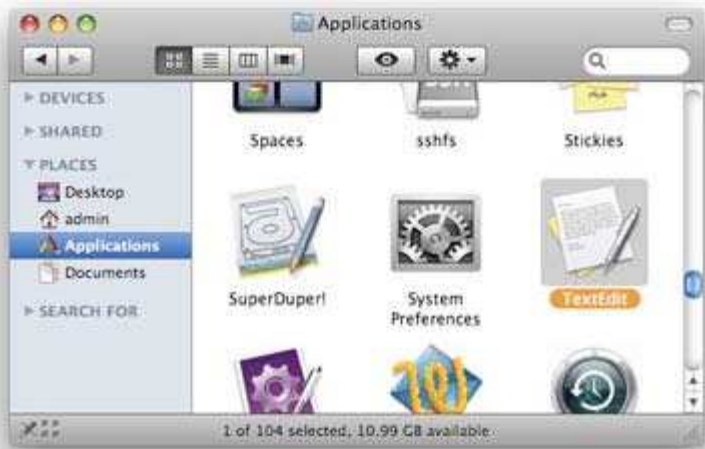 Applications
DEVICES
SHARED
PLACES
Desktop
admin
Applications
Documents
SEARCH FOR
Spaces
sshfs
Stickies
SuperDuper!
System
Preferences
TextEdit
1 of 104 selected, 10.99 GB available